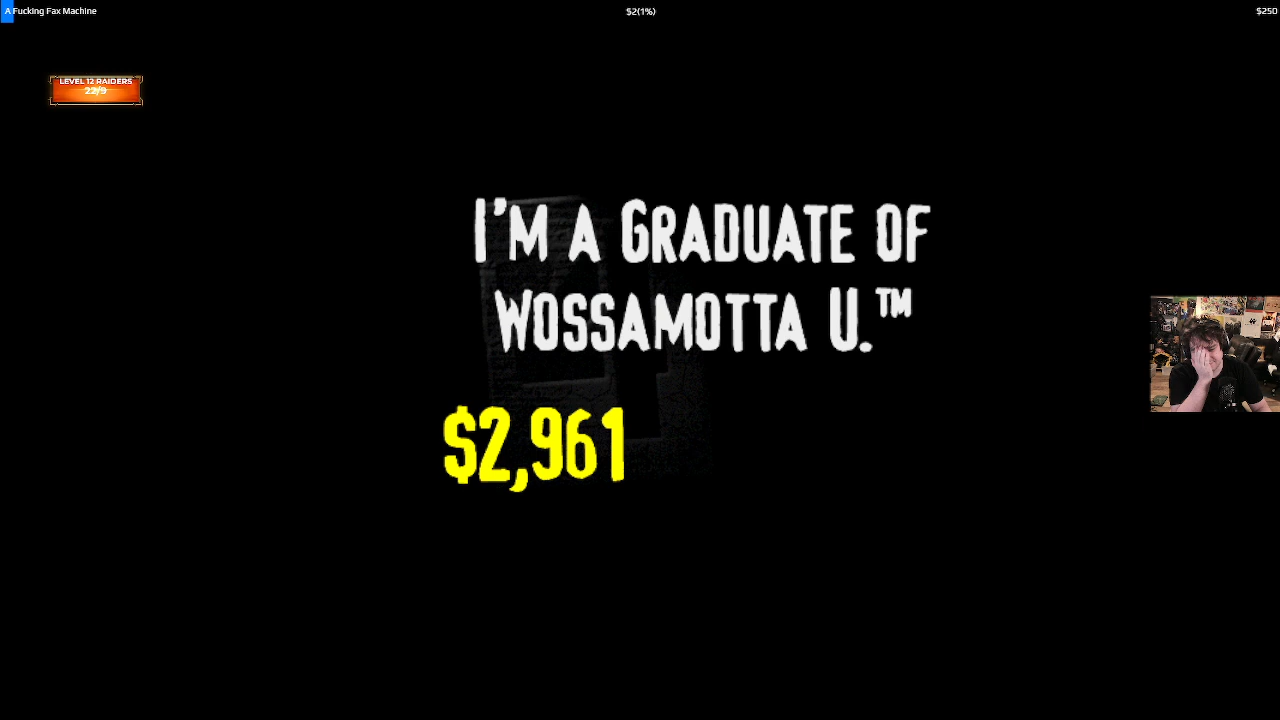 A Fucking Fax Machine
$2(1%)
$250
LEVEL 12 RAIDERS
22/9
I'M A GRADUATE OF
WOSSAMOTTA U.™
$2,961